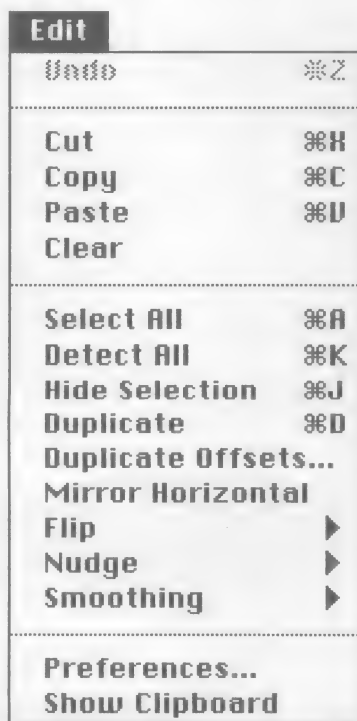 Edit
Undo ⌘Z
Cut ⌘X
Copy ⌘C
Paste ⌘V
Clear
Select All ⌘A
Detect All ⌘K
Hide Selection ⌘J
Duplicate ⌘D
Duplicate Offsets...
Mirror Horizontal
Flip ▶
Nudge ▶
Smoothing ▶
Preferences...
Show Clipboard